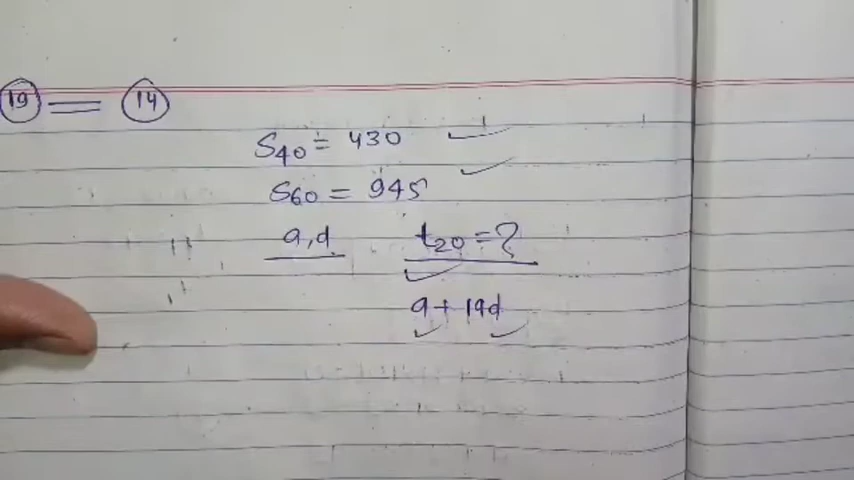 19 = 14
S40 = 430
S60 = 945
a, d t20 = ?
a + 19d